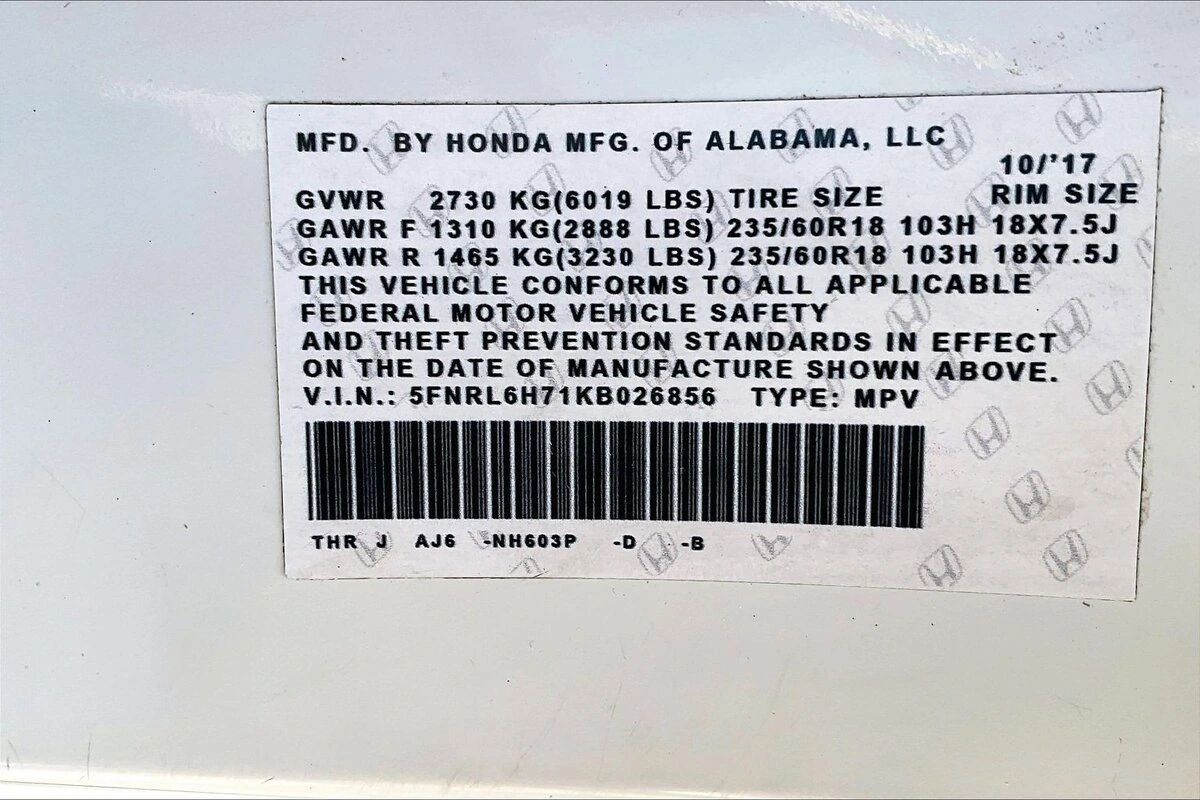 MFD. BY HONDA MFG. OF ALABAMA, LLC
10/'17
GVWR 2730 KG(6019 LBS) TIRE SIZE RIM SIZE
GAWR F 1310 KG(2888 LBS) 235/60R18 103H 18X7.5J
GAWR R 1465 KG(3230 LBS) 235/60R18 103H 18X7.5J
THIS VEHICLE CONFORMS TO ALL APPLICABLE
FEDERAL MOTOR VEHICLE SAFETY
AND THEFT PREVENTION STANDARDS IN EFFECT
ON THE DATE OF MANUFACTURE SHOWN ABOVE.
V.I.N.: 5FNRL6H71KB026856 TYPE: MPV
THR J AJ6 -NH603P -D -B